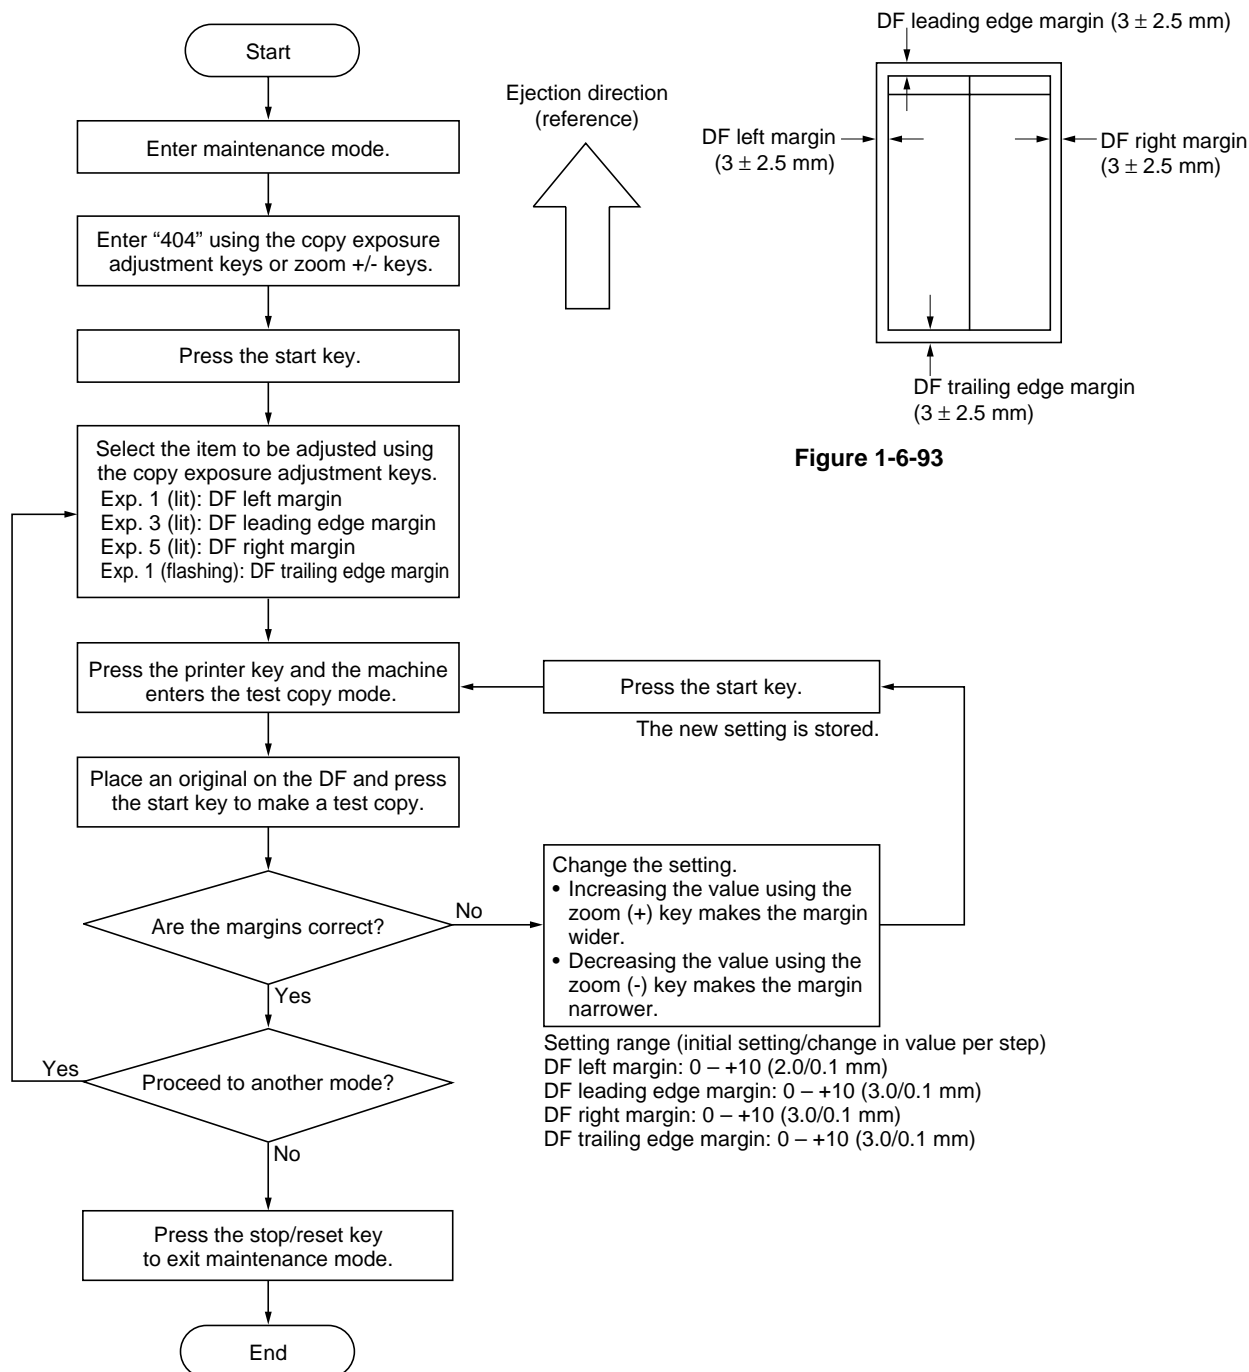 Start
Enter maintenance mode.
Enter “404” using the copy exposure
adjustment keys or zoom +/- keys.
Press the start key.
Select the item to be adjusted using
the copy exposure adjustment keys.
Exp. 1 (lit): DF left margin
Exp. 3 (lit): DF leading edge margin
Exp. 5 (lit): DF right margin
Exp. 1 (flashing): DF trailing edge margin
Press the printer key and the machine
enters the test copy mode.
Place an original on the DF and press
the start key to make a test copy.
Are the margins correct?
No
Yes
Proceed to another mode?
Yes
No
Press the stop/reset key
to exit maintenance mode.
End
Press the start key.
The new setting is stored.
Change the setting.
• Increasing the value using the
zoom (+) key makes the margin
wider.
• Decreasing the value using the
zoom (-) key makes the margin
narrower.
Setting range (initial setting/change in value per step)
DF left margin: 0 – +10 (2.0/0.1 mm)
DF leading edge margin: 0 – +10 (3.0/0.1 mm)
DF right margin: 0 – +10 (3.0/0.1 mm)
DF trailing edge margin: 0 – +10 (3.0/0.1 mm)
Ejection direction
(reference)
DF leading edge margin (3 ± 2.5 mm)
DF left margin
(3 ± 2.5 mm)
DF right margin
(3 ± 2.5 mm)
DF trailing edge margin
(3 ± 2.5 mm)
Figure 1-6-93